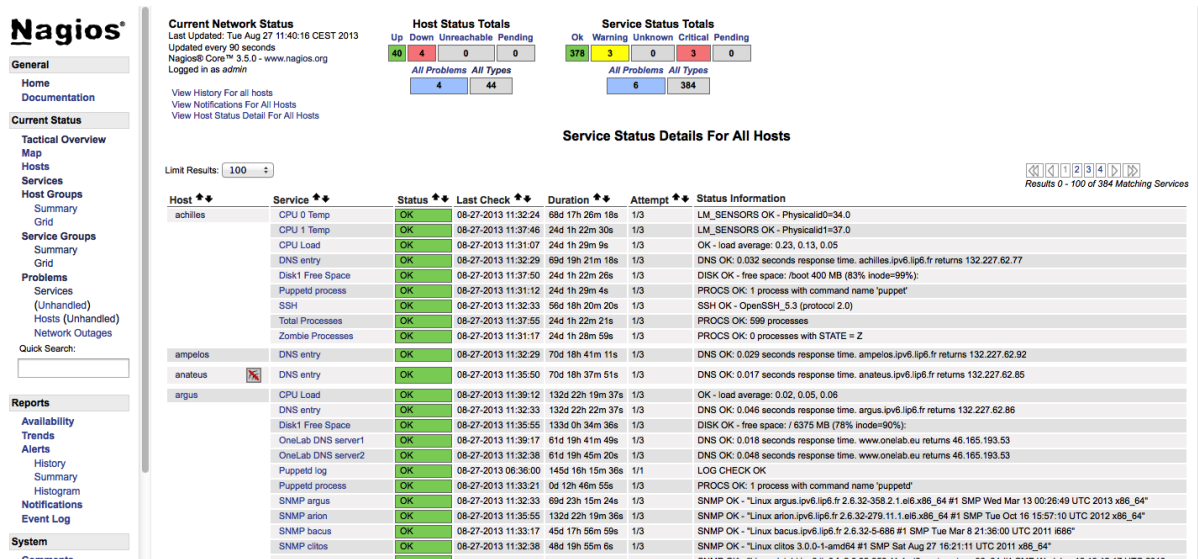 Nagios®
General
Home
Documentation
Current Status
Tactical Overview
Map
Hosts
Services
Host Groups
Summary
Grid
Service Groups
Summary
Grid
Problems
Services
(Unhandled)
Hosts (Unhandled)
Network Outages
Quick Search:
Reports
Availability
Trends
Alerts
History
Summary
Histogram
Notifications
Event Log
System
Comments
Current Network Status
Last Updated: Tue Aug 27 11:40:16 CEST 2013
Updated every 90 seconds
Nagios® Core™ 3.5.0 - www.nagios.org
Logged in as admin
View History For all hosts
View Notifications For All Hosts
View Host Status Detail For All Hosts
Host Status Totals
Up Down Unreachable Pending
40 4 0 0
All Problems All Types
4 44
Service Status Totals
Ok Warning Unknown Critical Pending
378 3 0 3 0
All Problems All Types
6 384
Service Status Details For All Hosts
Limit Results: 100
1 2 3 4
Results 0 - 100 of 384 Matching Services
Host Service Status Last Check Duration Attempt Status Information
achilles CPU 0 Temp OK 08-27-2013 11:32:24 68d 17h 26m 18s 1/3 LM_SENSORS OK - Physicalid0=34.0
CPU 1 Temp OK 08-27-2013 11:37:46 24d 1h 22m 30s 1/3 LM_SENSORS OK - Physicalid1=37.0
CPU Load OK 08-27-2013 11:31:07 24d 1h 29m 9s 1/3 OK - load average: 0.23, 0.13, 0.05
DNS entry OK 08-27-2013 11:32:29 69d 19h 21m 18s 1/3 DNS OK: 0.032 seconds response time. achilles.ipv6.lip6.fr returns 132.227.62.77
Disk1 Free Space OK 08-27-2013 11:37:50 24d 1h 22m 26s 1/3 DISK OK - free space: /boot 400 MB (83% inode=99%):
Puppetd process OK 08-27-2013 11:31:12 24d 1h 29m 4s 1/3 PROCS OK: 1 process with command name 'puppet'
SSH OK 08-27-2013 11:32:33 56d 18h 20m 20s 1/3 SSH OK - OpenSSH_5.3 (protocol 2.0)
Total Processes OK 08-27-2013 11:37:55 24d 1h 22m 21s 1/3 PROCS OK: 599 processes
Zombie Processes OK 08-27-2013 11:31:17 24d 1h 28m 59s 1/3 PROCS OK: 0 processes with STATE = Z
ampelos DNS entry OK 08-27-2013 11:32:29 70d 18h 41m 11s 1/3 DNS OK: 0.029 seconds response time. ampelos.ipv6.lip6.fr returns 132.227.62.92
anateus DNS entry OK 08-27-2013 11:35:50 70d 18h 37m 51s 1/3 DNS OK: 0.017 seconds response time. anateus.ipv6.lip6.fr returns 132.227.62.85
argus CPU Load OK 08-27-2013 11:39:12 132d 22h 19m 37s 1/3 OK - load average: 0.02, 0.05, 0.06
DNS entry OK 08-27-2013 11:32:33 132d 22h 22m 37s 1/3 DNS OK: 0.046 seconds response time. argus.ipv6.lip6.fr returns 132.227.62.86
Disk1 Free Space OK 08-27-2013 11:35:55 133d 0h 34m 36s 1/3 DISK OK - free space: / 6375 MB (78% inode=90%):
OneLab DNS server1 OK 08-27-2013 11:39:17 61d 19h 41m 49s 1/3 DNS OK: 0.018 seconds response time. www.onelab.eu returns 46.165.193.53
OneLab DNS server2 OK 08-27-2013 11:32:38 61d 19h 45m 20s 1/3 DNS OK: 0.048 seconds response time. www.onelab.eu returns 46.165.193.53
Puppetd log OK 08-27-2013 06:36:00 145d 16h 15m 36s 1/1 LOG CHECK OK
Puppetd process OK 08-27-2013 11:33:21 0d 12h 46m 55s 1/3 PROCS OK: 1 process with command name 'puppetd'
SNMP argus OK 08-27-2013 11:32:33 69d 23h 15m 24s 1/3 SNMP OK - "Linux argus.ipv6.lip6.fr 2.6.32-358.2.1.el6.x86_64 #1 SMP Wed Mar 13 00:26:49 UTC 2013 x86_64"
SNMP arion OK 08-27-2013 11:35:55 132d 22h 19m 36s 1/3 SNMP OK - "Linux arion.ipv6.lip6.fr 2.6.32-279.11.1.el6.x86_64 #1 SMP Tue Oct 16 15:57:10 UTC 2012 x86_64"
SNMP bacus OK 08-27-2013 11:33:17 45d 17h 56m 59s 1/3 SNMP OK - "Linux bacus.ipv6.lip6.fr 2.6.32-5-686 #1 SMP Tue Mar 8 21:36:00 UTC 2011 i686"
SNMP clitos OK 08-27-2013 11:32:38 48d 19h 55m 6s 1/3 SNMP OK - "Linux clitos 3.0.0-1-amd64 #1 SMP Sat Aug 27 16:21:11 UTC 2011 x86_64"